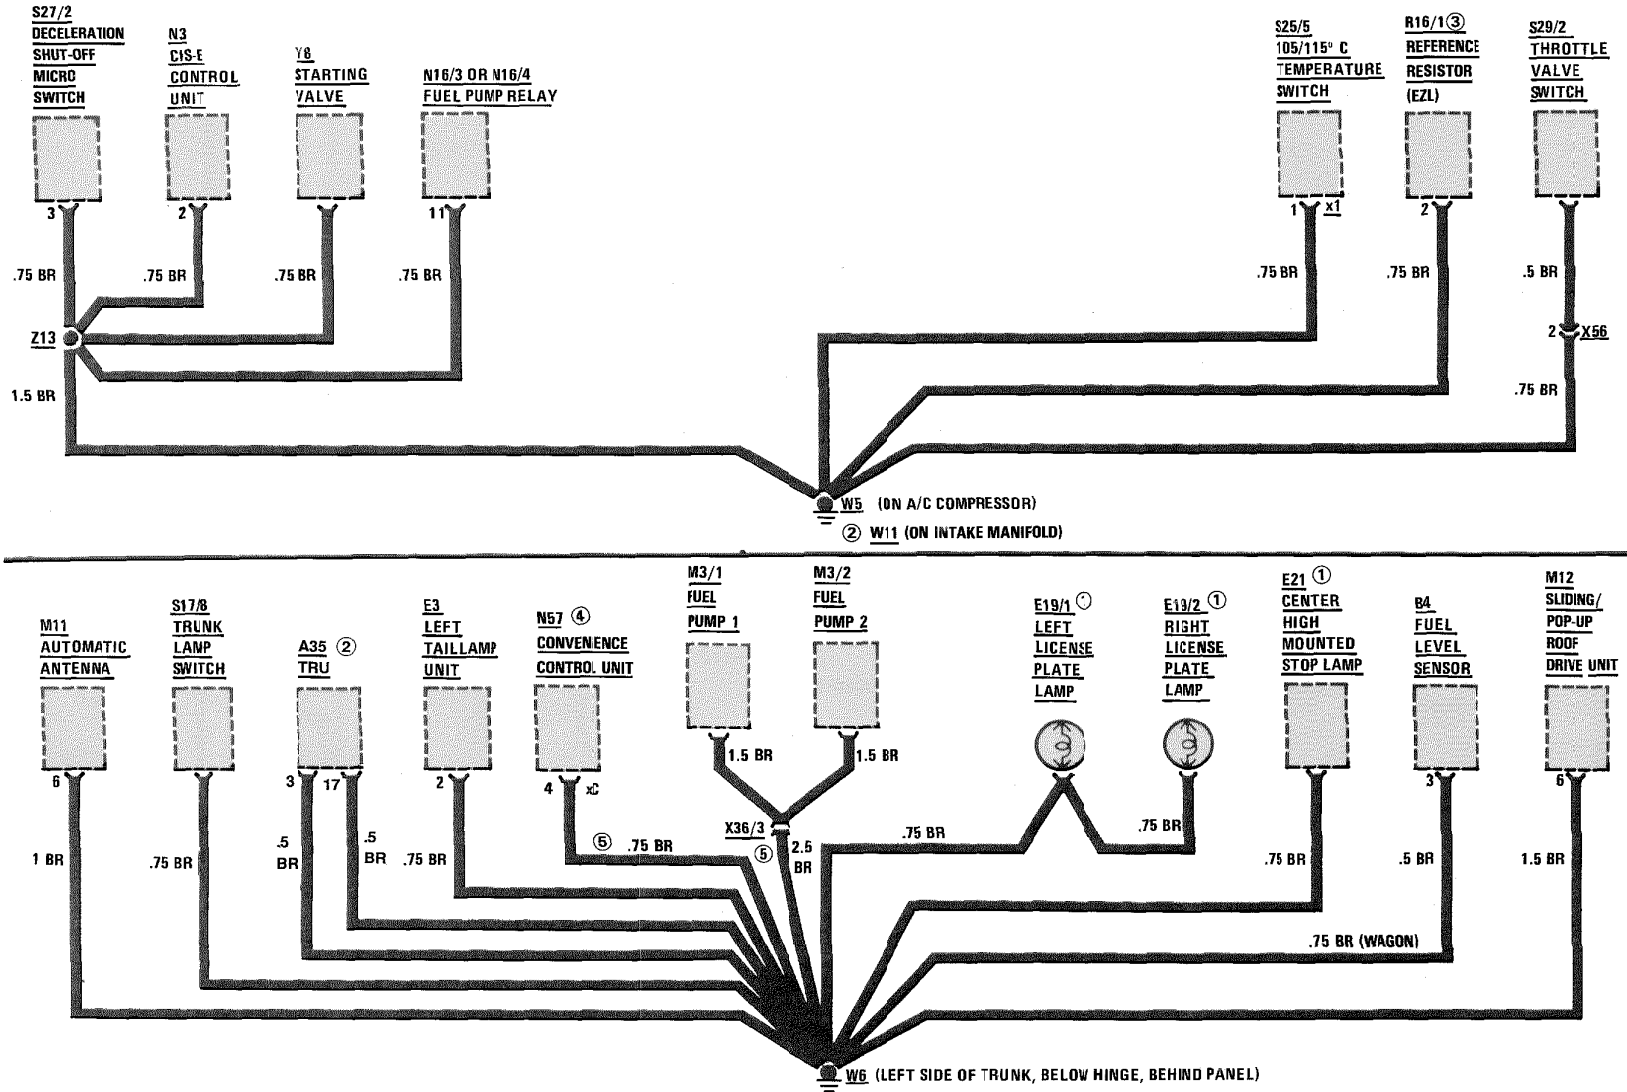 S27/2
DECELERATION
SHUT-OFF
MICRO
SWITCH
N3
CIS-E
CONTROL
UNIT
Y8
STARTING
VALVE
N16/3 OR N16/4
FUEL PUMP RELAY
S25/5
105/115° C
TEMPERATURE
SWITCH
R16/1 ③
REFERENCE
RESISTOR
(EZL)
S29/2
THROTTLE
VALVE
SWITCH
3
2
11
1 x1
2
.75 BR
.75 BR
.75 BR
.75 BR
.75 BR
.75 BR
.5 BR
Z13
2 X56
1.5 BR
.75 BR
W5 (ON A/C COMPRESSOR)
② W11 (ON INTAKE MANIFOLD)
M11
AUTOMATIC
ANTENNA
S17/8
TRUNK
LAMP
SWITCH
A35 ②
TRU
E3
LEFT
TAILLAMP
UNIT
N57 ④
CONVENIENCE
CONTROL UNIT
M3/1
FUEL
PUMP 1
M3/2
FUEL
PUMP 2
E19/1 ①
LEFT
LICENSE
PLATE
LAMP
E19/2 ①
RIGHT
LICENSE
PLATE
LAMP
E21 ①
CENTER
HIGH
MOUNTED
STOP LAMP
B4
FUEL
LEVEL
SENSOR
M12
SLIDING/
POP-UP
ROOF
DRIVE UNIT
1.5 BR
1.5 BR
6
3
17
2
4 xC
3
6
X36/3
⑤
1 BR
.75 BR
.5
BR
.5
BR
.75 BR
⑤ .75 BR
2.5
BR
.75 BR
.75 BR
.75 BR
.5 BR
1.5 BR
.75 BR (WAGON)
W6 (LEFT SIDE OF TRUNK, BELOW HINGE, BEHIND PANEL)